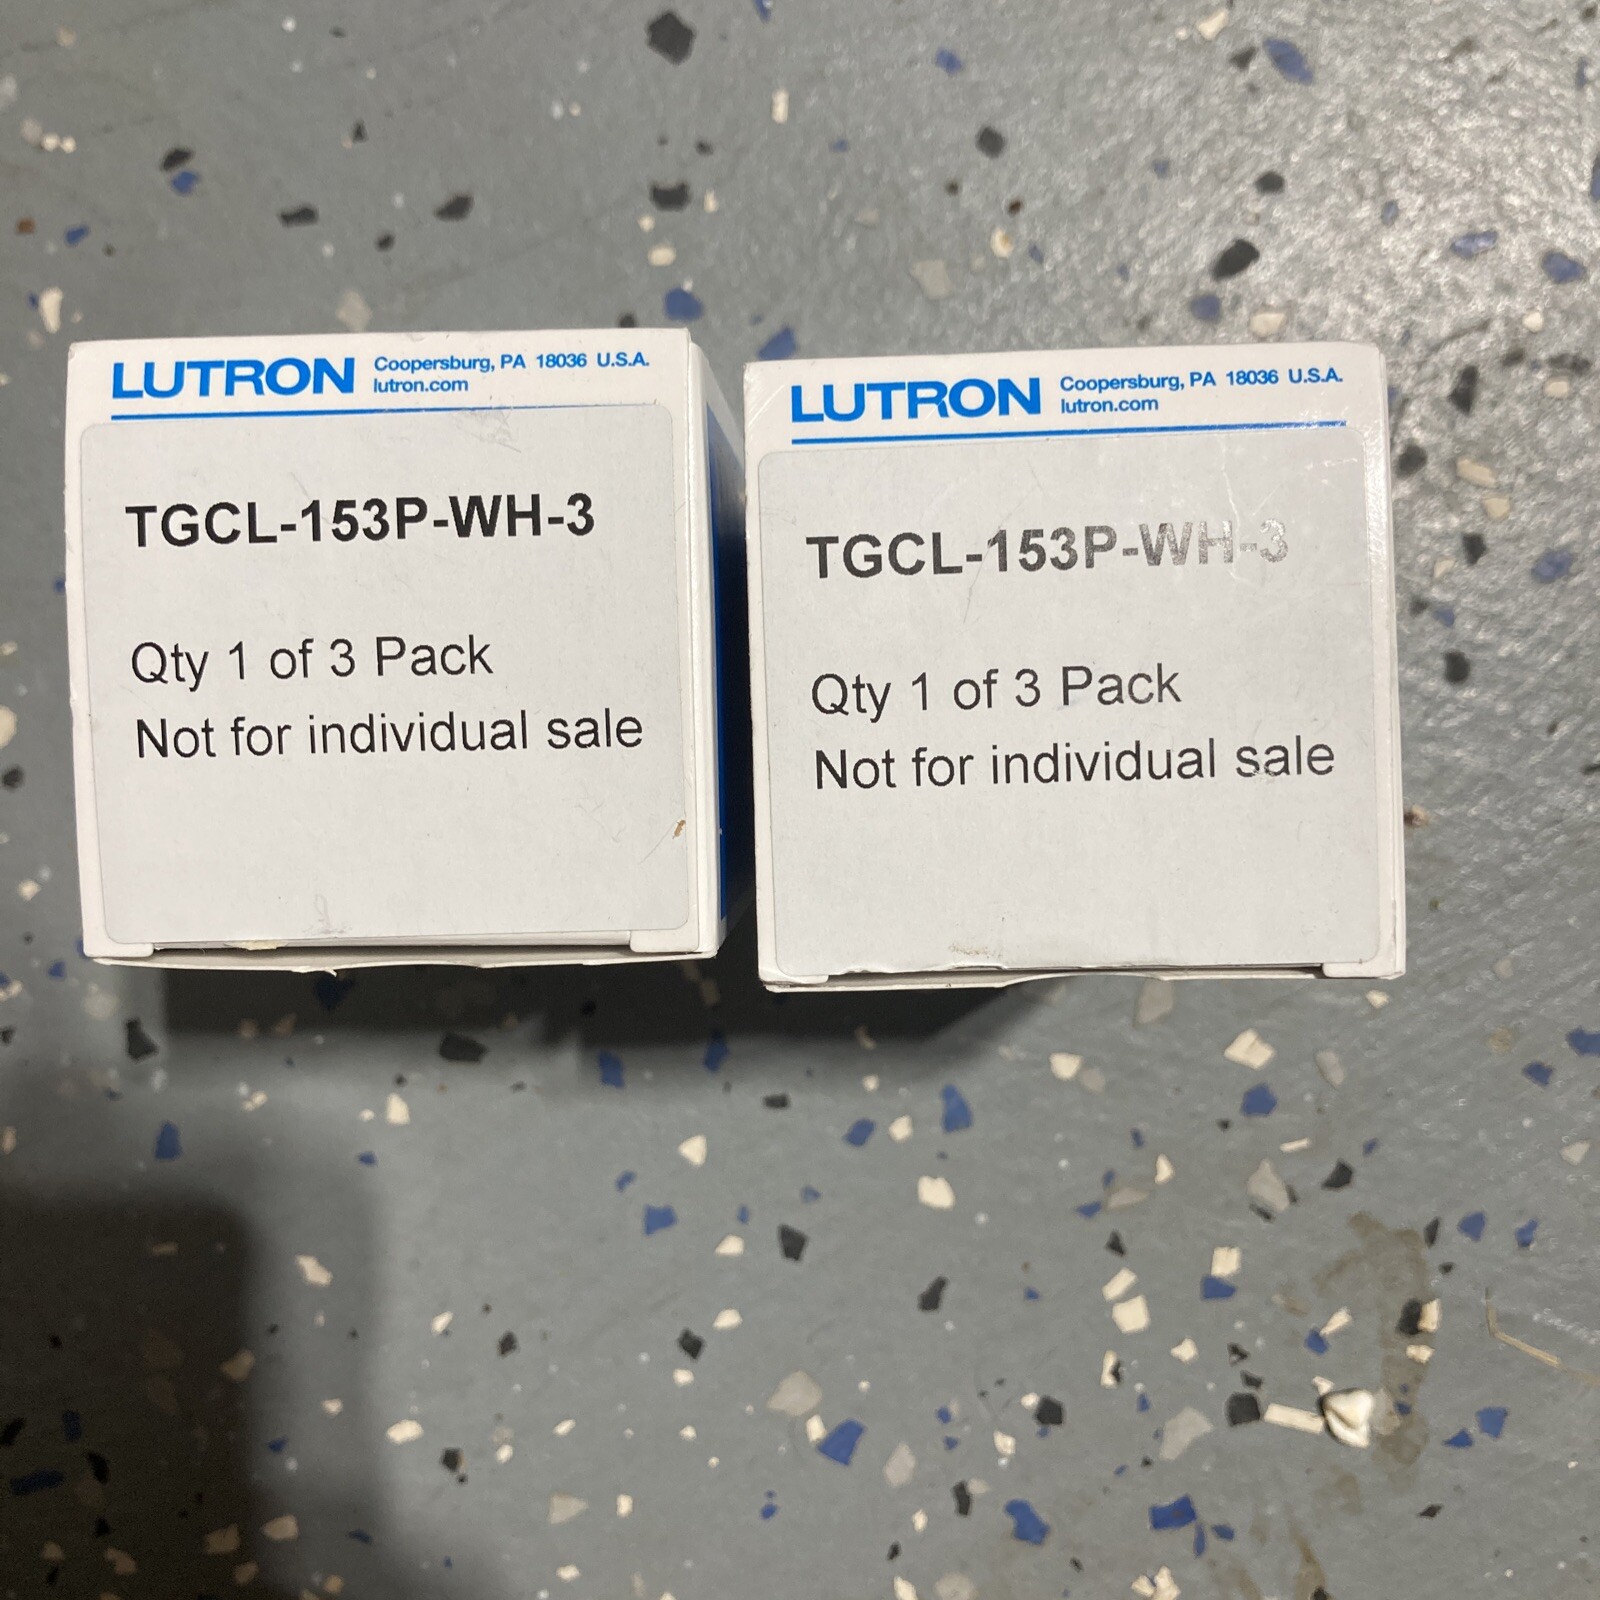 LUTRON Coopersburg, PA 18036 U.S.A.
lutron.com
TGCL-153P-WH-3
Qty 1 of 3 Pack
Not for individual sale
LUTRON Coopersburg, PA 18036 U.S.A.
lutron.com
TGCL-153P-WH-3
Qty 1 of 3 Pack
Not for individual sale